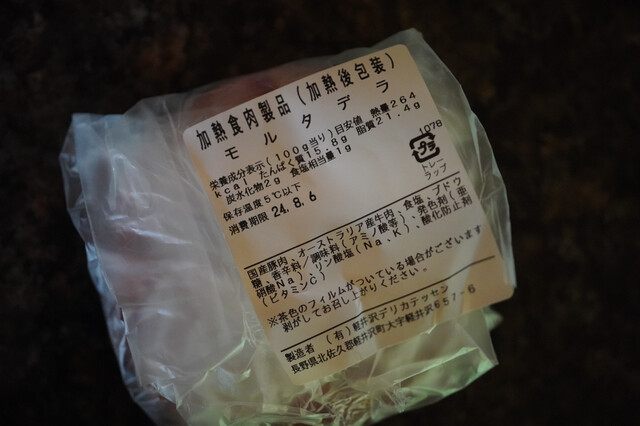 加熱食肉製品(加熱後包装)
モルタデラ
栄養成分表示(100g当り)目安値 熱量264
kcal たんぱく質15.8g 脂質21.4g
炭水化物2g 食塩相当量1g
保存温度5℃以下
消費期限 24.8.6
1078
プラ
トレー
ラップ
国産豚肉、オーストラリア産牛肉、食塩、ブドウ
糖、香辛料/調味料(アミノ酸等)、発色剤(亜
硝酸Na)、リン酸塩(Na・K)、酸化防止剤
(ビタミンC)
※茶色のフィルムがついている場合がございます
剥がしてお召し上がりください。
製造者 (有)軽井沢デリカテッセン
長野県北佐久郡軽井沢町大字軽井沢657-6